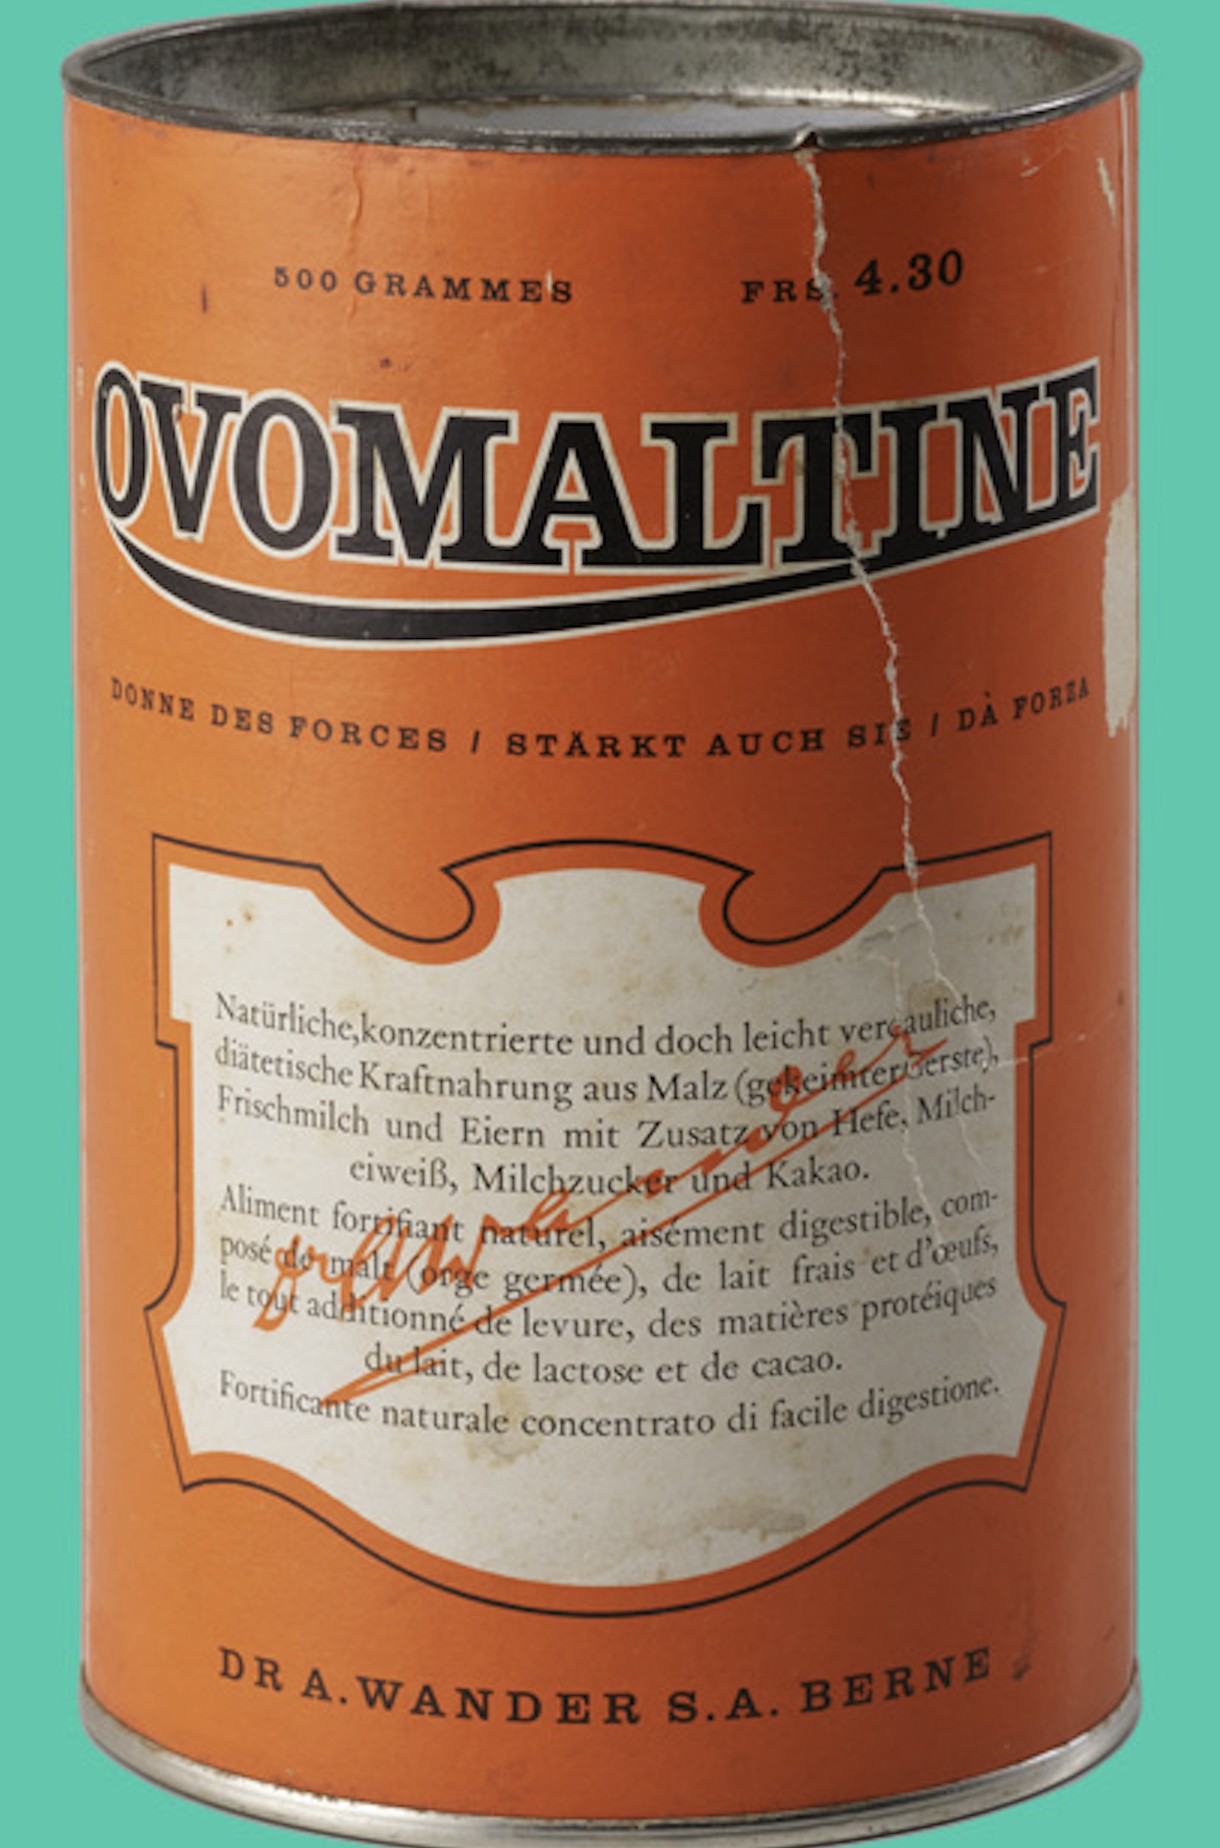 500 GRAMMES FRS. 4.30
OVOMALTINE
DONNE DES FORCES / STÄRKT AUCH SIE / DÀ FORZA
Natürliche, konzentrierte und doch leicht verdauliche,
diätetische Kraftnahrung aus Malz (gekeimter Gerste),
Frischmilch und Eiern mit Zusatz von Hefe, Milch-
eiweiß, Milchzucker und Kakao.
Aliment fortifiant naturel, aisément digestible, com-
posé de malt (orge germée), de lait frais et d'œufs,
le tout additionné de levure, des matières protéiques
du lait, de lactose et de cacao.
Fortificante naturale concentrato di facile digestione.
Dr A Wander
DR A. WANDER S.A. BERNE